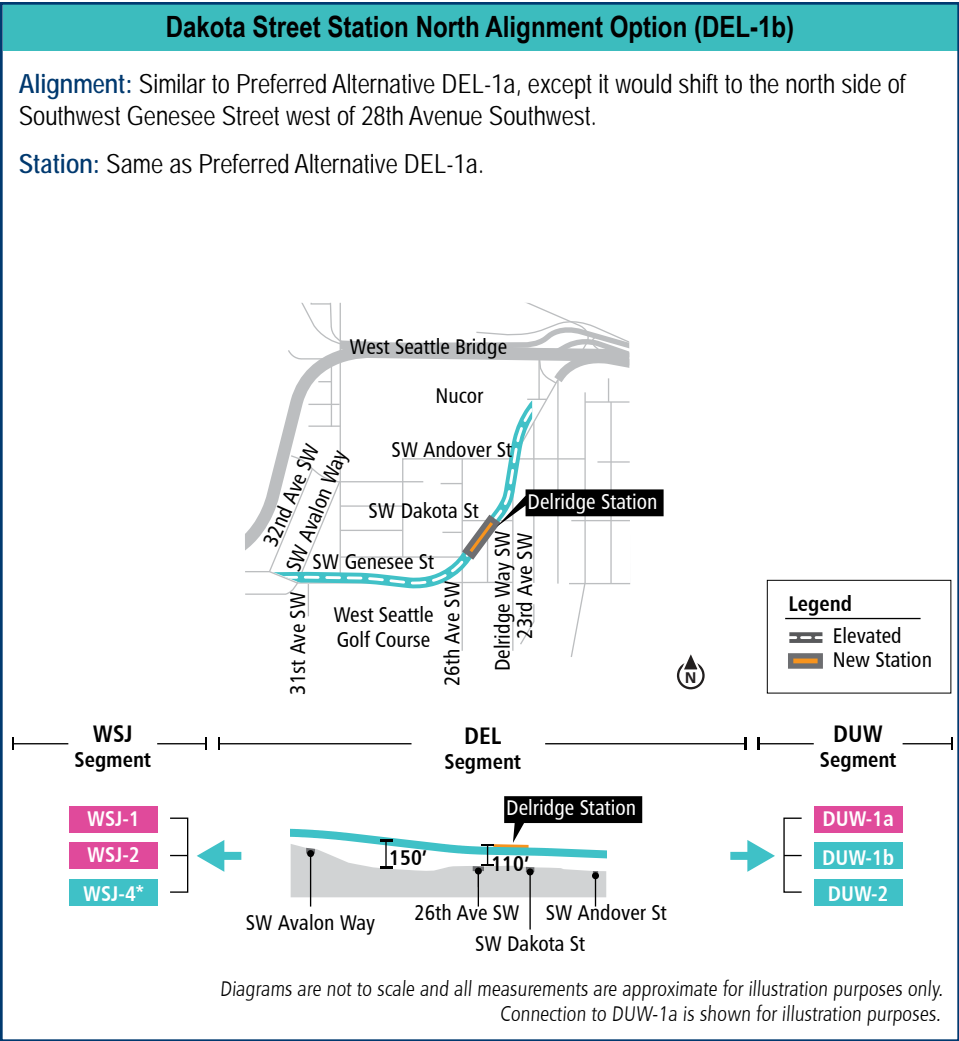 Dakota Street Station North Alignment Option (DEL-1b)
Alignment: Similar to Preferred Alternative DEL-1a, except it would shift to the north side of
Southwest Genesee Street west of 28th Avenue Southwest.
Station: Same as Preferred Alternative DEL-1a.
West Seattle Bridge
Nucor
SW Andover St
32nd Ave SW
SW Avalon Way
SW Dakota St
Delridge Station
SW Genesee St
West Seattle
Golf Course
31st Ave SW
26th Ave SW
Delridge Way SW
23rd Ave SW
N
Legend
Elevated
New Station
WSJ
Segment
DEL
Segment
DUW
Segment
WSJ-1
WSJ-2
WSJ-4*
Delridge Station
150'
110'
SW Avalon Way
26th Ave SW
SW Dakota St
SW Andover St
DUW-1a
DUW-1b
DUW-2
Diagrams are not to scale and all measurements are approximate for illustration purposes only.
Connection to DUW-1a is shown for illustration purposes.